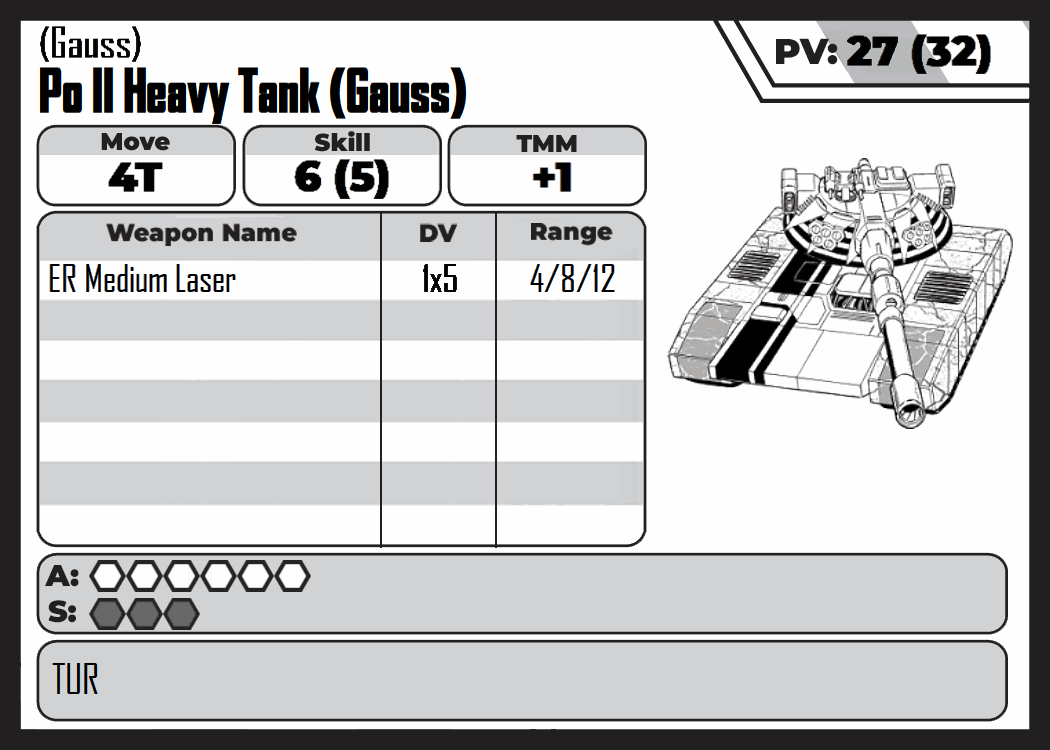 (Gauss)
Po II Heavy Tank (Gauss)
PV: 27 (32)
Move Skill TMM
4T 6 (5) +1
Weapon Name DV Range
ER Medium Laser 1x5 4/8/12
A:
S:
TUR